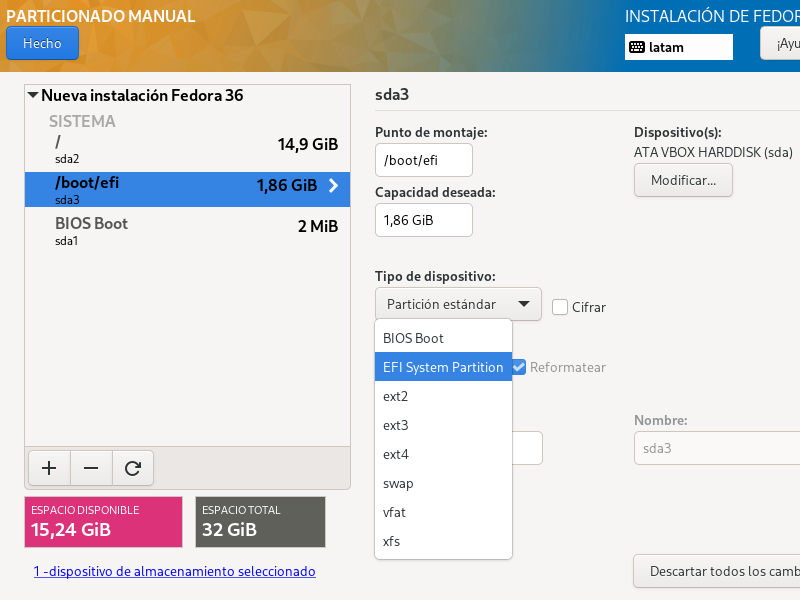 PARTICIONADO MANUAL
Hecho
INSTALACIÓN DE FEDOR
latam
¡Ayu
Nueva instalación Fedora 36
SISTEMA
/
14,9 GiB
sda2
/boot/efi
1,86 GiB
sda3
BIOS Boot
2 MiB
sda1
ESPACIO DISPONIBLE
15,24 GiB
ESPACIO TOTAL
32 GiB
1 -dispositivo de almacenamiento seleccionado
sda3
Punto de montaje:
/boot/efi
Capacidad deseada:
1,86 GiB
Dispositivo(s):
ATA VBOX HARDDISK (sda)
Modificar...
Tipo de dispositivo:
Partición estándar
Cifrar
BIOS Boot
EFI System Partition
Reformatear
ext2
ext3
ext4
swap
vfat
xfs
Nombre:
sda3
Descartar todos los camb